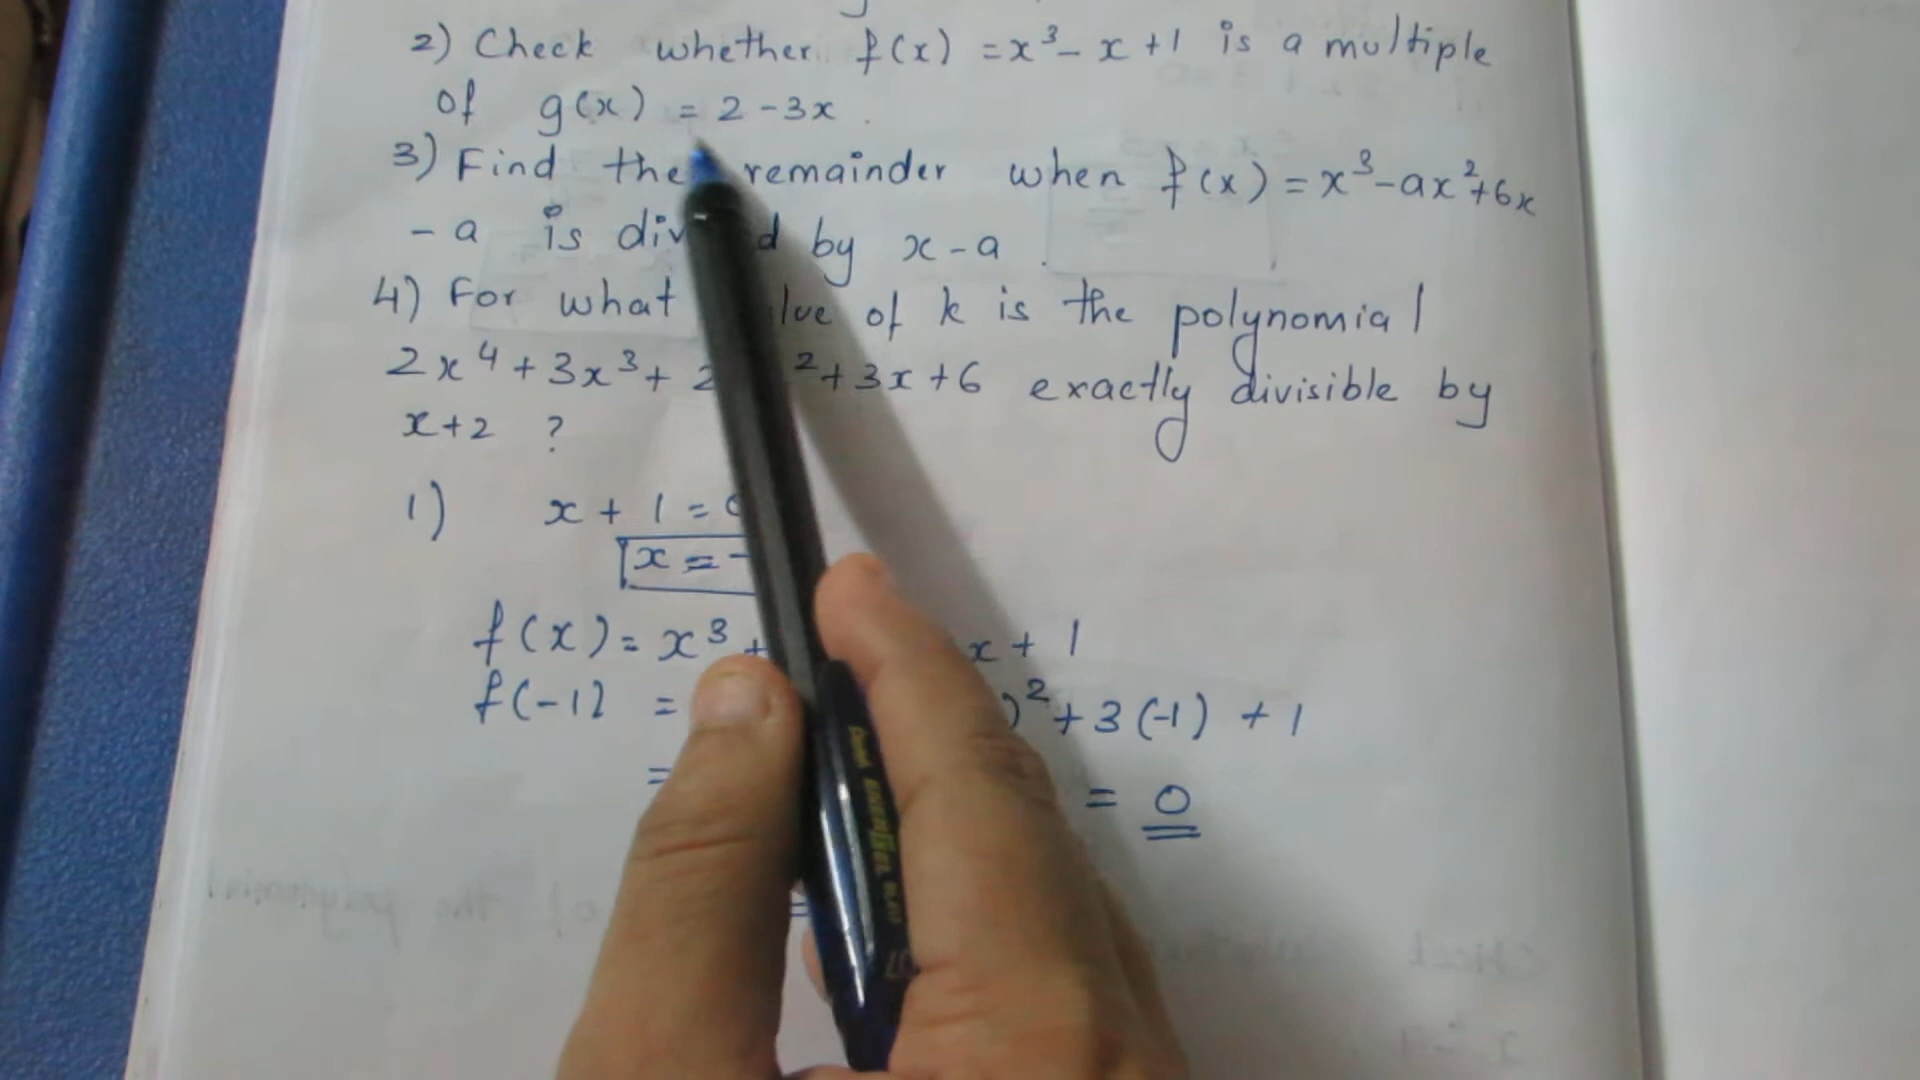 2) Check whether f(x) = x³ - x + 1 is a multiple
of g(x) = 2 - 3x.
3) Find the remainder when f(x) = x³ - ax² + 6x
- a is by x - a.
4) For what of k is the polynomial
2x⁴ + 3x³ + 2 ² + 3x + 6 exactly divisible by
x + 2 ?
1) x + 1 =
x = -
f(x) = x³ + x + 1
f(-1) = )² + 3(-1) + 1
= = 0
=